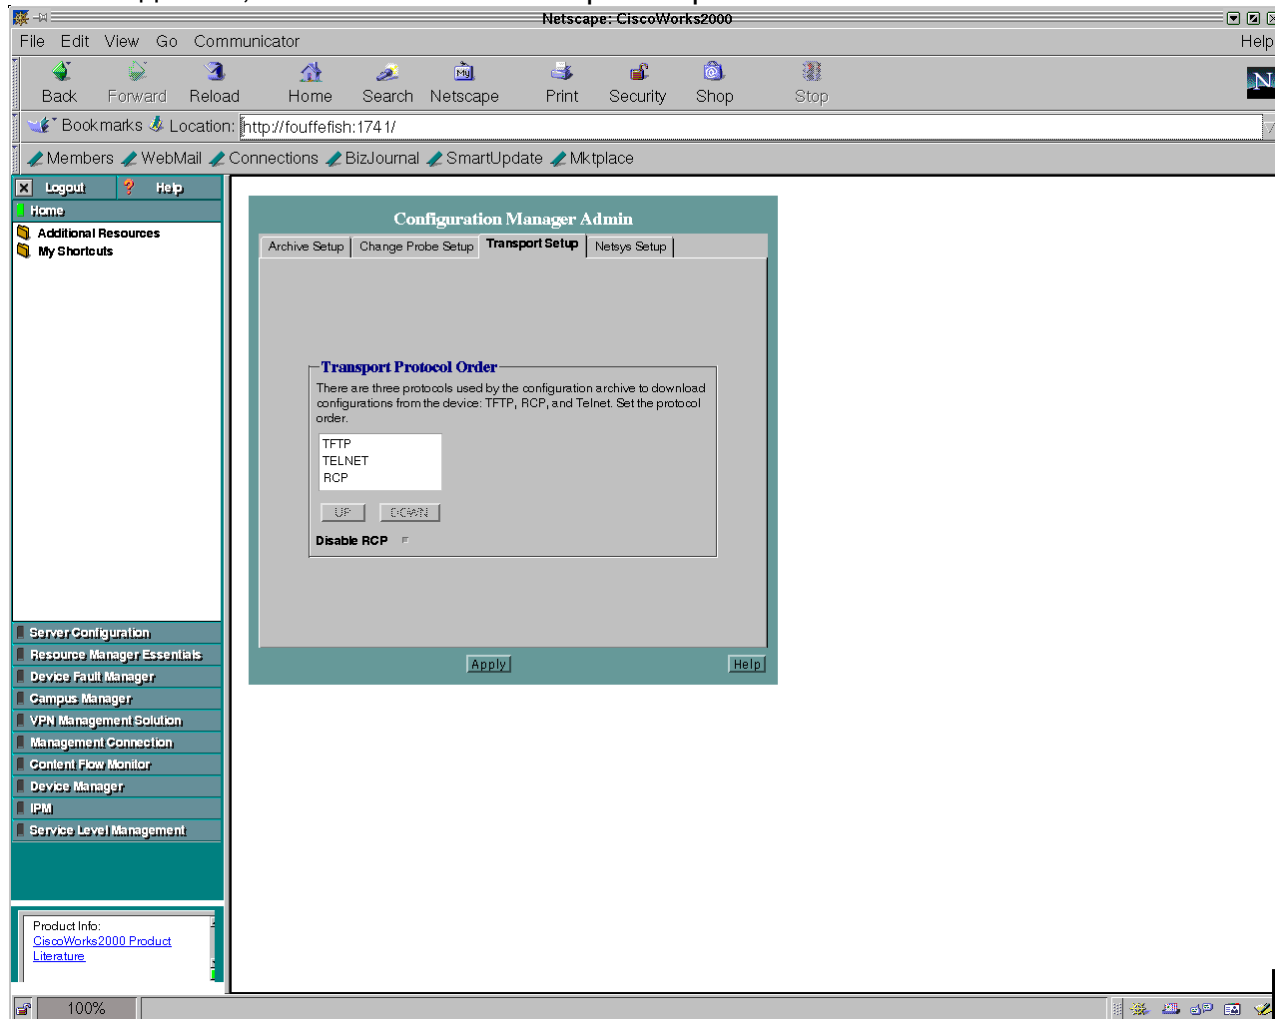 Netscape: CiscoWorks2000
File Edit View Go Communicator Help
Back Forward Reload Home Search Netscape Print Security Shop Stop
Bookmarks Location: http://fouffefish:1741/
Members WebMail Connections BizJournal SmartUpdate Mktplace
Logout ? Help
Home
Additional Resources
My Shortcuts
Configuration Manager Admin
Archive Setup Change Probe Setup Transport Setup Netsys Setup
Transport Protocol Order
There are three protocols used by the configuration archive to download
configurations from the device: TFTP, RCP, and Telnet. Set the protocol
order.
TFTP
TELNET
RCP
UP DOWN
Disable RCP
Apply Help
Server Configuration
Resource Manager Essentials
Device Fault Manager
Campus Manager
VPN Management Solution
Management Connection
Content Flow Monitor
Device Manager
IPM
Service Level Management
Product Info:
CiscoWorks2000 Product
Literature
100%